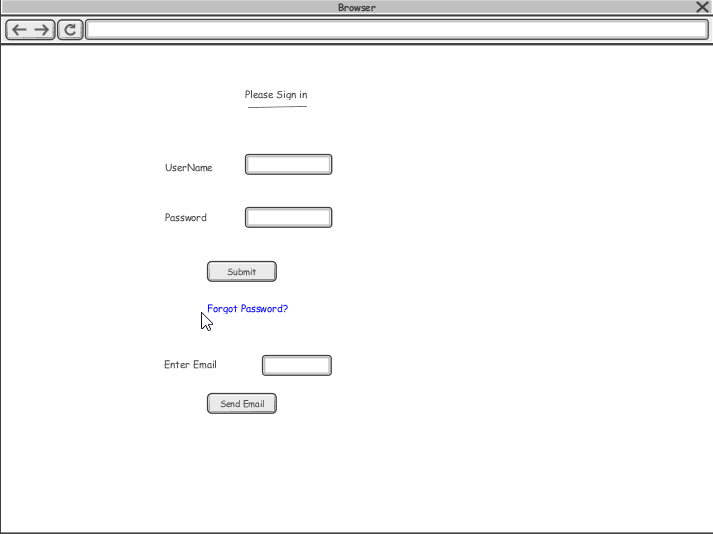 Browser
Please Sign in
UserName
Password
Submit
Forgot Password?
Enter Email
Send Email